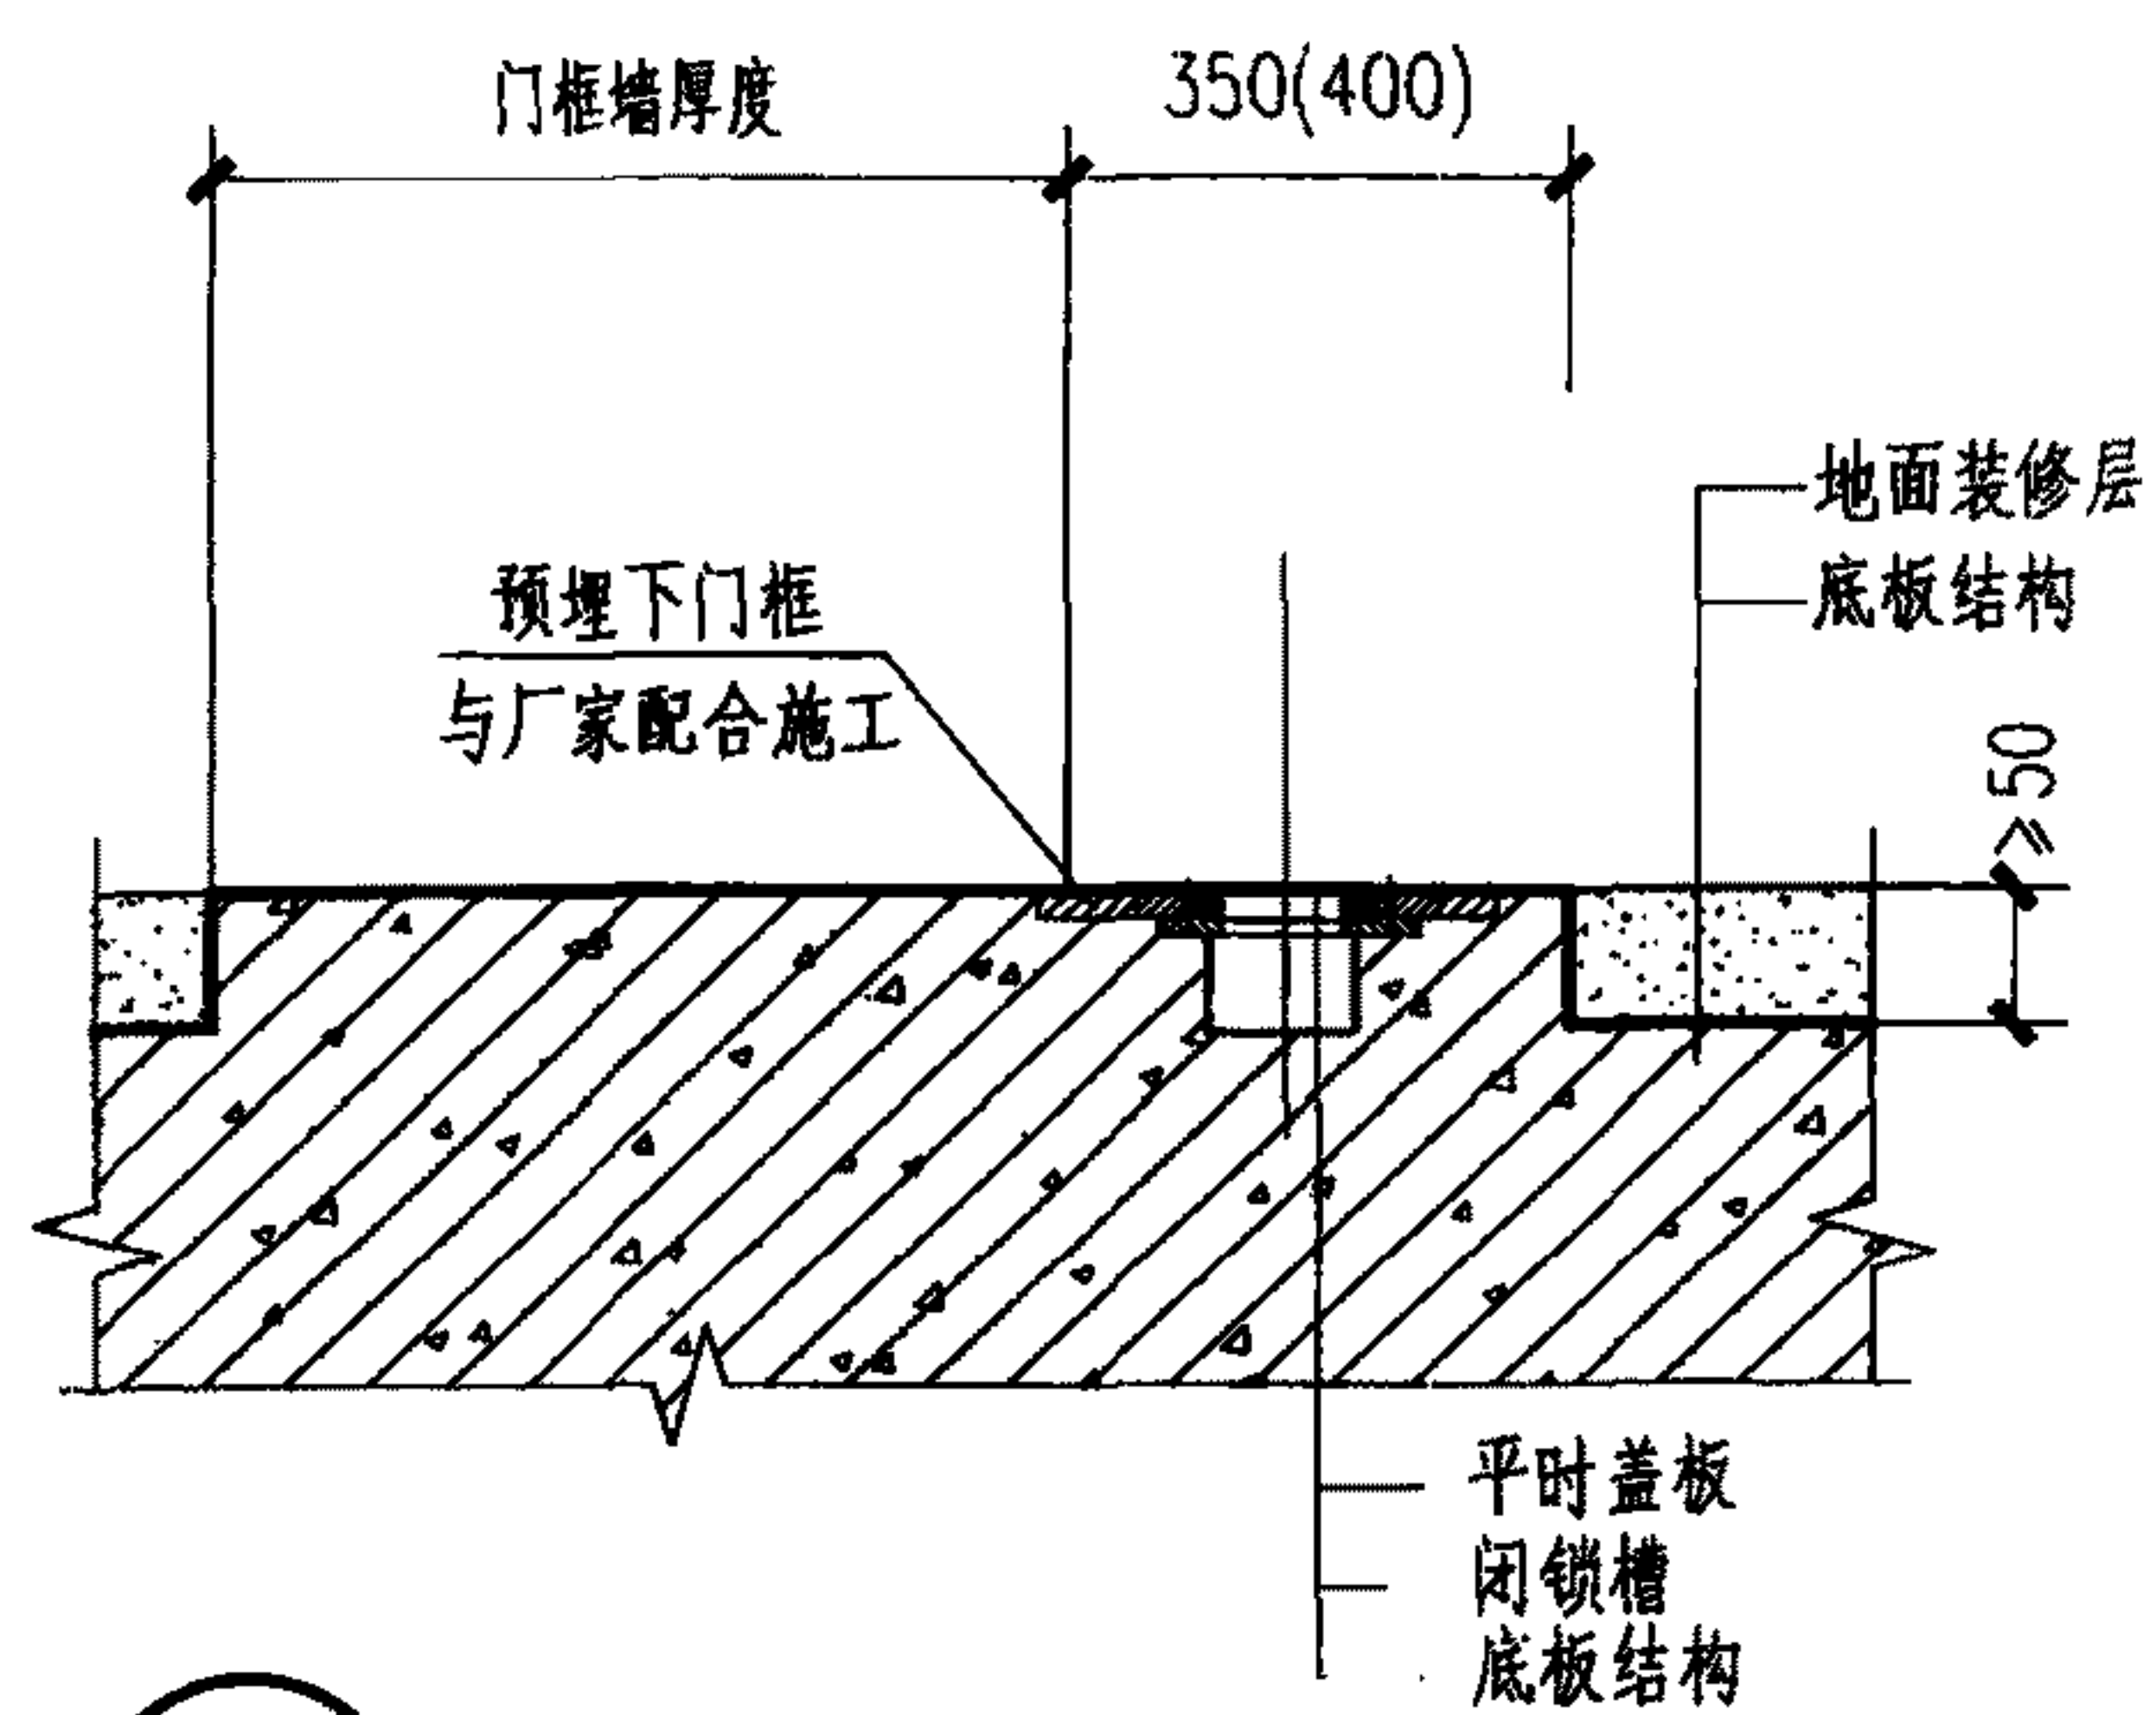 门框墙厚度
350(400)
地面装修层
底板结构
预埋下门框
与厂家配合施工
≥50
平时盖板
闭锁槽
底板结构